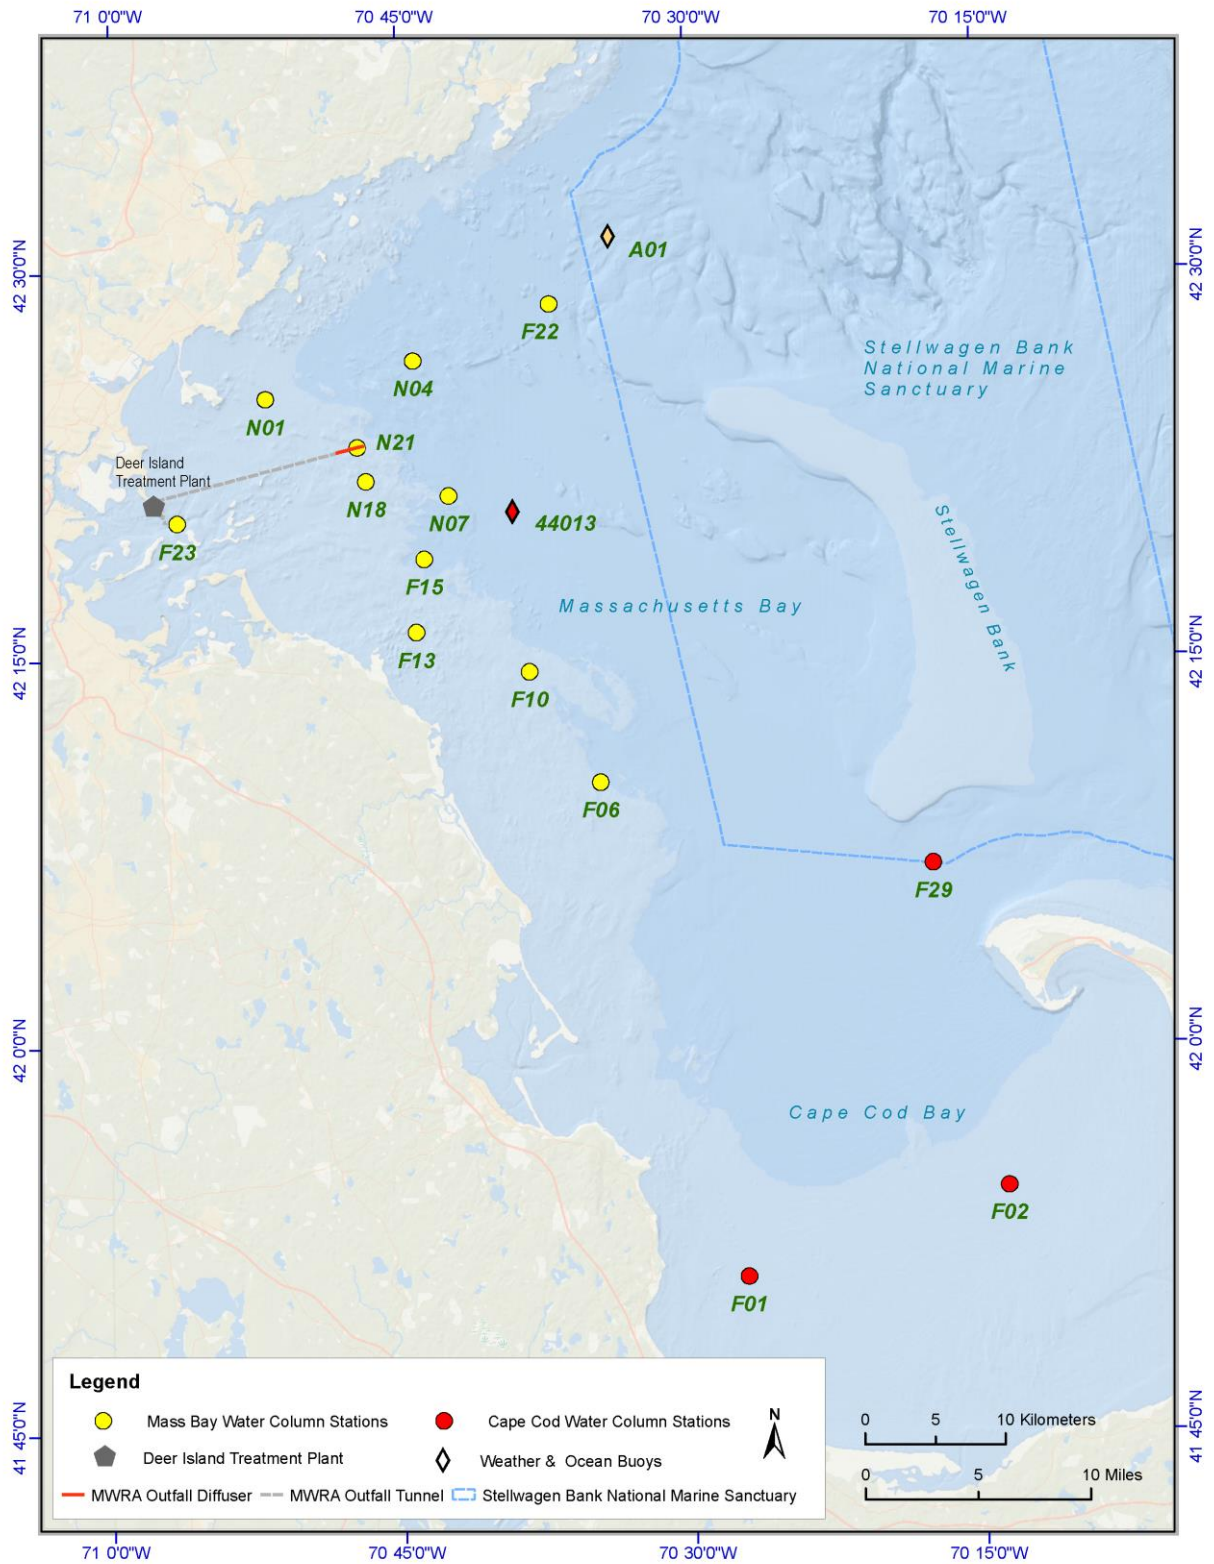 71 0'0"W 70 45'0"W 70 30'0"W 70 15'0"W
A01
42 30'0"N
42 30'0"N
F22
Stellwagen Bank
National Marine
Sanctuary
N04
N01
N21
Deer Island
Treatment Plant
N18
N07
44013
F23
Stellwagen Bank
F15
Massachusetts Bay
F13
42 15'0"N
42 15'0"N
F10
F06
F29
42 0'0"N
42 0'0"N
Cape Cod Bay
F02
F01
Legend
Mass Bay Water Column Stations
Cape Cod Water Column Stations
Deer Island Treatment Plant
Weather & Ocean Buoys
MWRA Outfall Diffuser
MWRA Outfall Tunnel
Stellwagen Bank National Marine Sanctuary
N
0 5 10 Kilometers
0 5 10 Miles
41 45'0"N
41 45'0"N
71 0'0"W 70 45'0"W 70 30'0"W 70 15'0"W